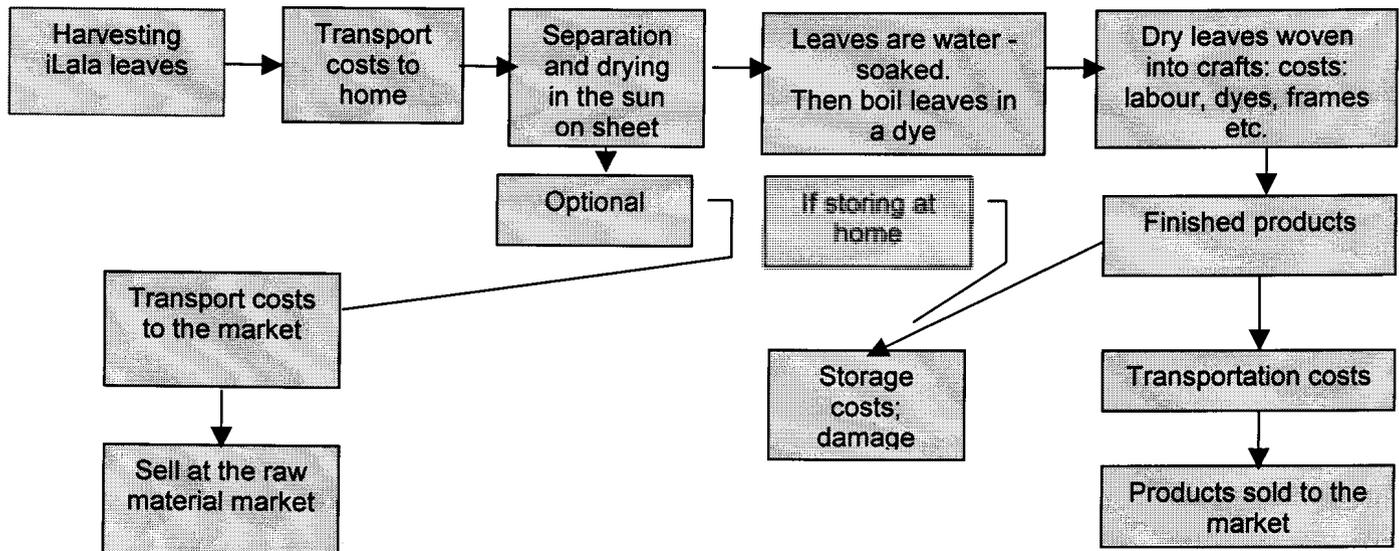 Harvesting
iLala leaves
Transport
costs to
home
Separation
and drying
in the sun
on sheet
Leaves are water -
soaked.
Then boil leaves in
a dye
Dry leaves woven
into crafts: costs:
labour, dyes, frames
etc.
Optional
If storing at
home
Finished products
Transport costs
to the market
Storage
costs;
damage
Transportation costs
Sell at the raw
material market
Products sold to the
market